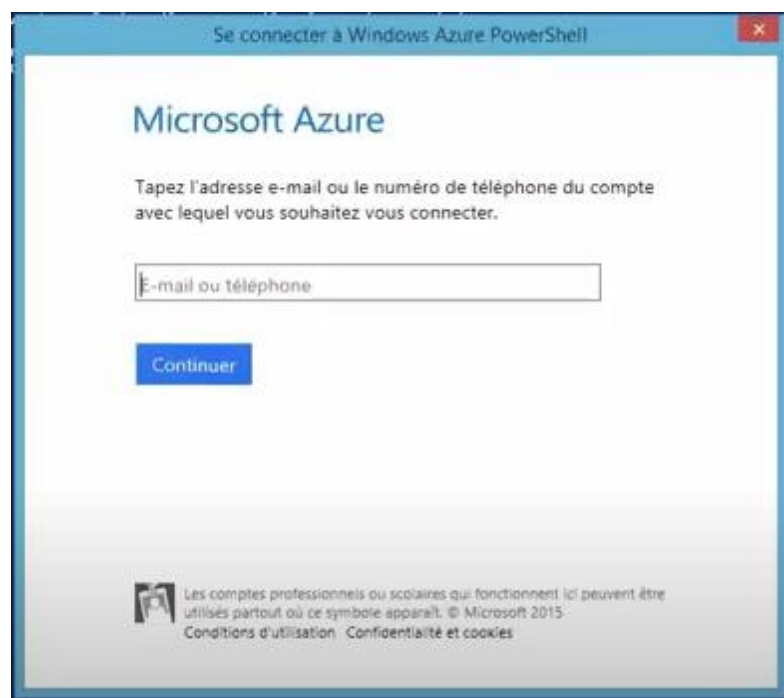 Se connecter à Windows Azure PowerShell
Microsoft Azure
Tapez l'adresse e-mail ou le numéro de téléphone du compte
avec lequel vous souhaitez vous connecter.
E-mail ou téléphone
Continuer
Les comptes professionnels ou scolaires qui fonctionnent ici peuvent être
utilisés partout où ce symbole apparaît. © Microsoft 2015
Conditions d'utilisation Confidentialité et cookies